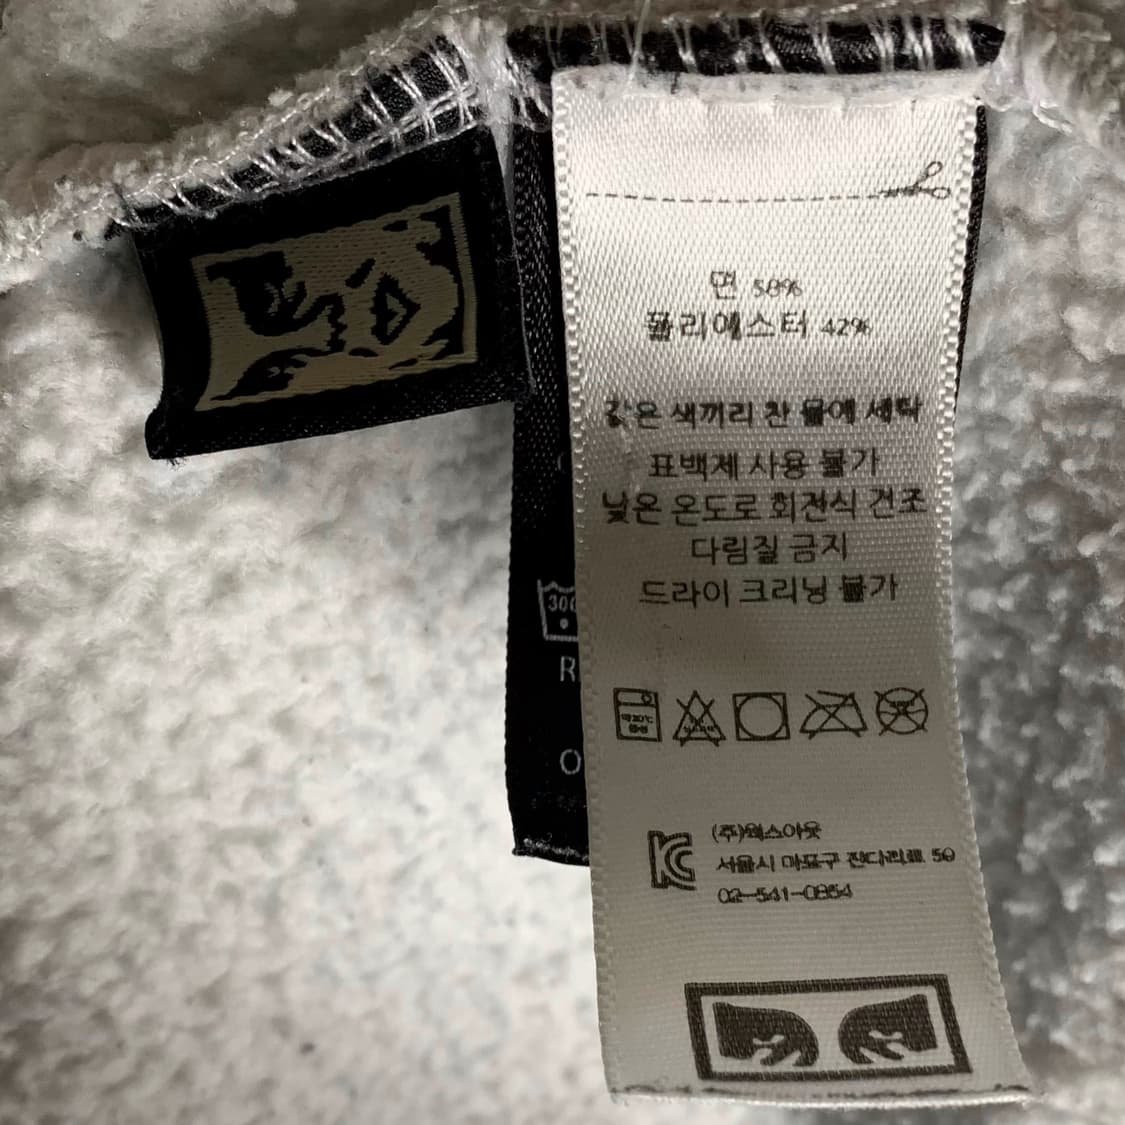 면 58%
폴리에스터 42%
같은 색끼리 찬 물에 세탁
표백제 사용 불가
낮은 온도로 회전식 건조
다림질 금지
드라이 크리닝 불가
30
R
O
(주)웍스아웃
서울시 마포구 잔다리로 50
02-541-0854